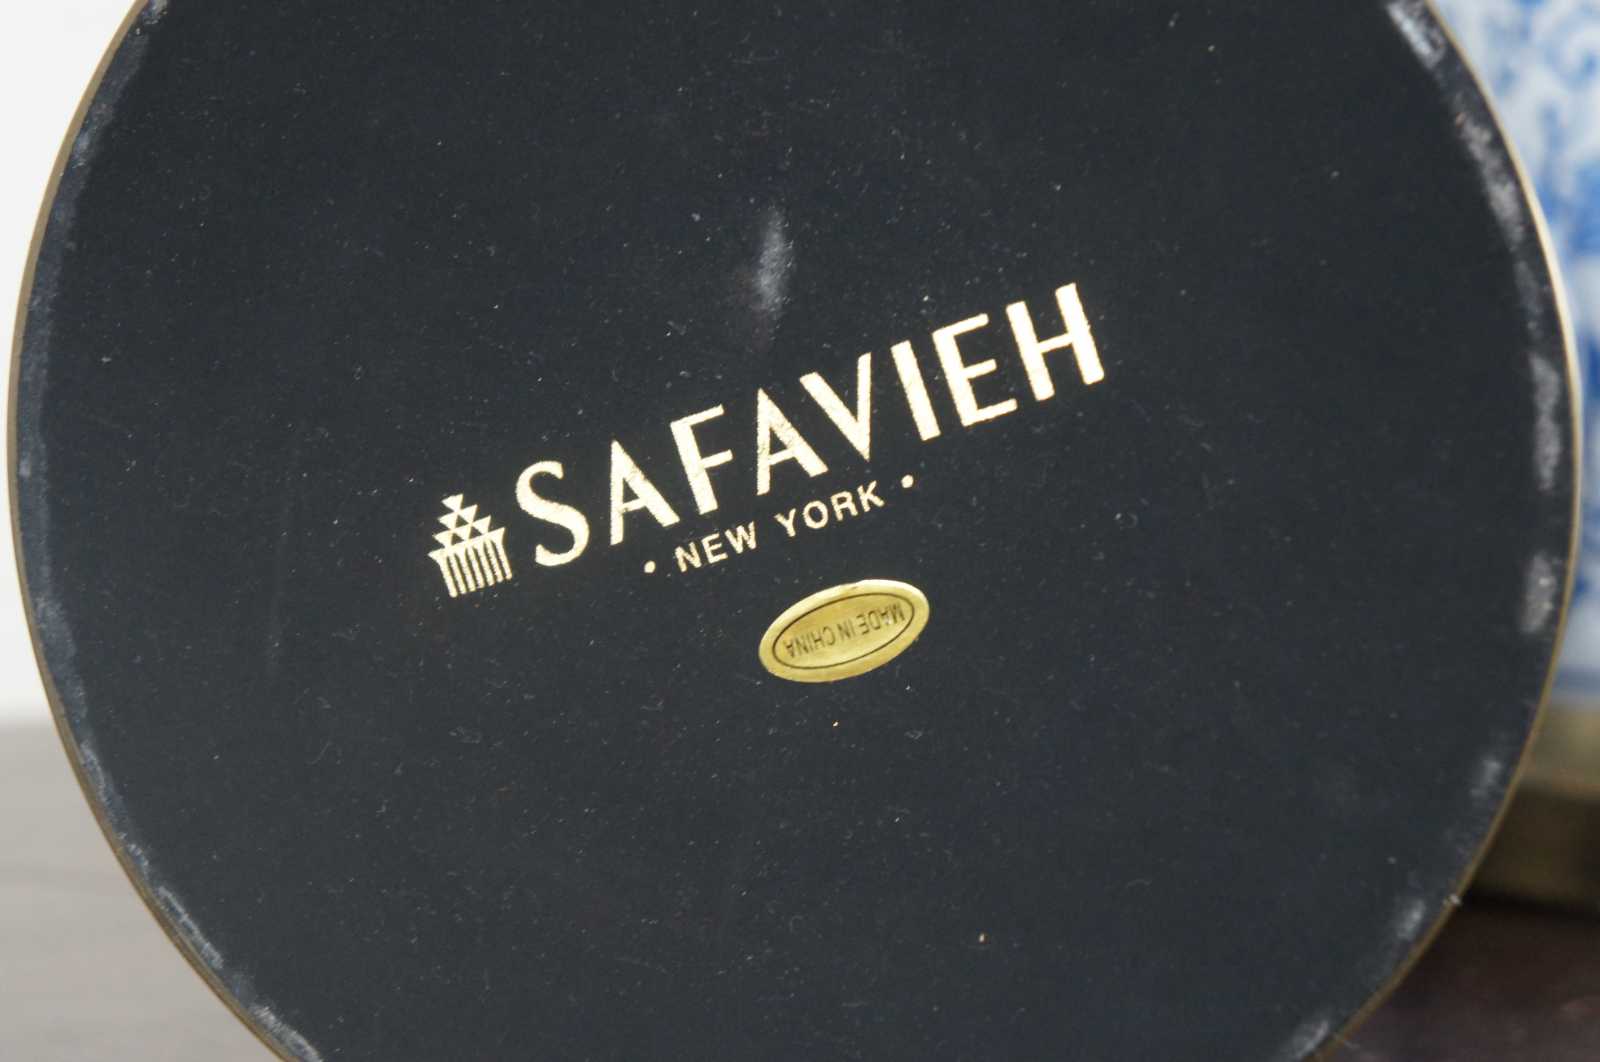 SAFAVIEH
• NEW YORK •
MADE IN CHINA